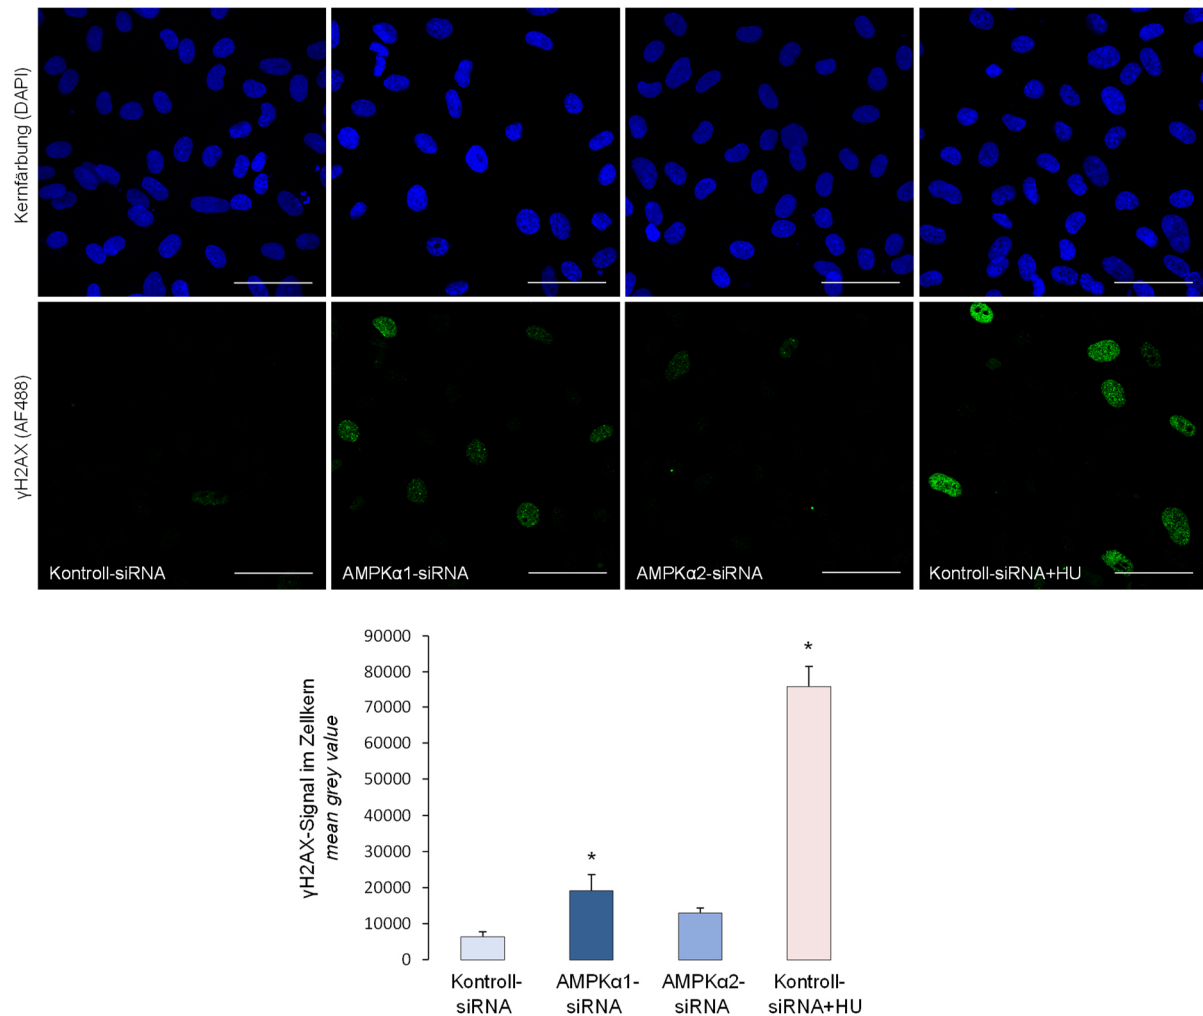 Kernfärbung (DAPI)
γH2AX (AF488)
Kontroll-siRNA
AMPKα1-siRNA
AMPKα2-siRNA
Kontroll-siRNA+HU
γH2AX-Signal im Zellkern
mean grey value
90000
80000
70000
60000
50000
40000
30000
20000
10000
0
*
*
Kontroll-
siRNA
AMPKα1-
siRNA
AMPKα2-
siRNA
Kontroll-
siRNA+HU